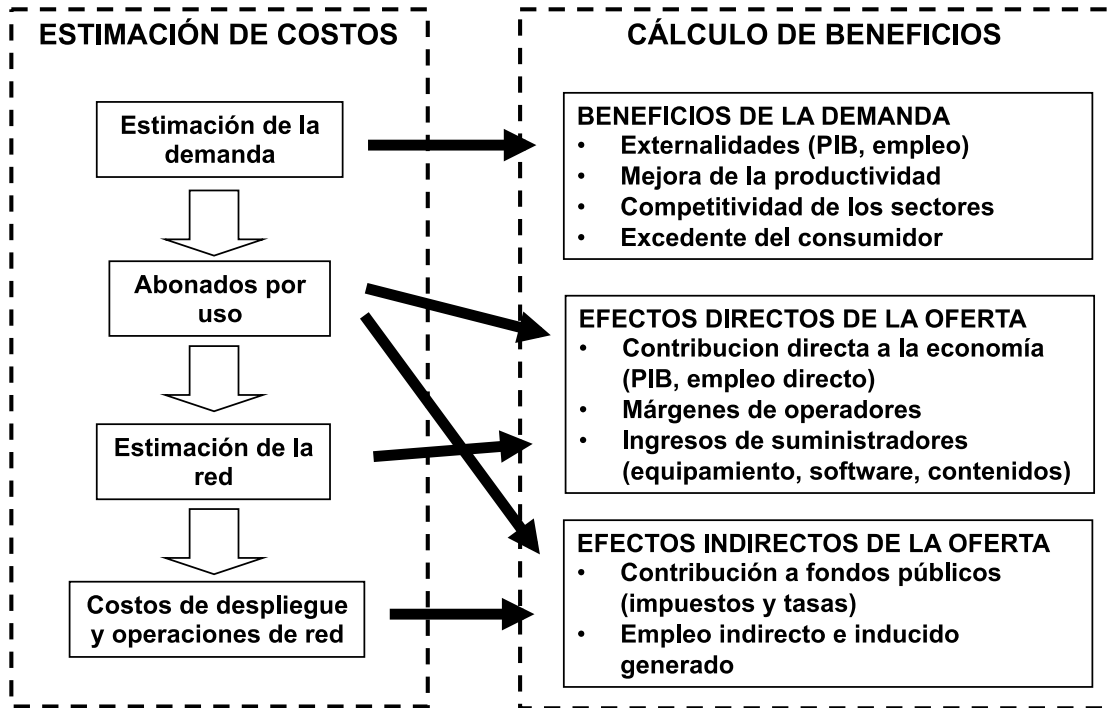 ESTIMACIÓN DE COSTOS
Estimación de la
demanda
Abonados por
uso
Estimación de la
red
Costos de despliegue
y operaciones de red
CÁLCULO DE BENEFICIOS
BENEFICIOS DE LA DEMANDA
• Externalidades (PIB, empleo)
• Mejora de la productividad
• Competitividad de los sectores
• Excedente del consumidor
EFECTOS DIRECTOS DE LA OFERTA
• Contribucion directa a la economía
(PIB, empleo directo)
• Márgenes de operadores
• Ingresos de suministradores
(equipamiento, software, contenidos)
EFECTOS INDIRECTOS DE LA OFERTA
• Contribución a fondos públicos
(impuestos y tasas)
• Empleo indirecto e inducido
generado